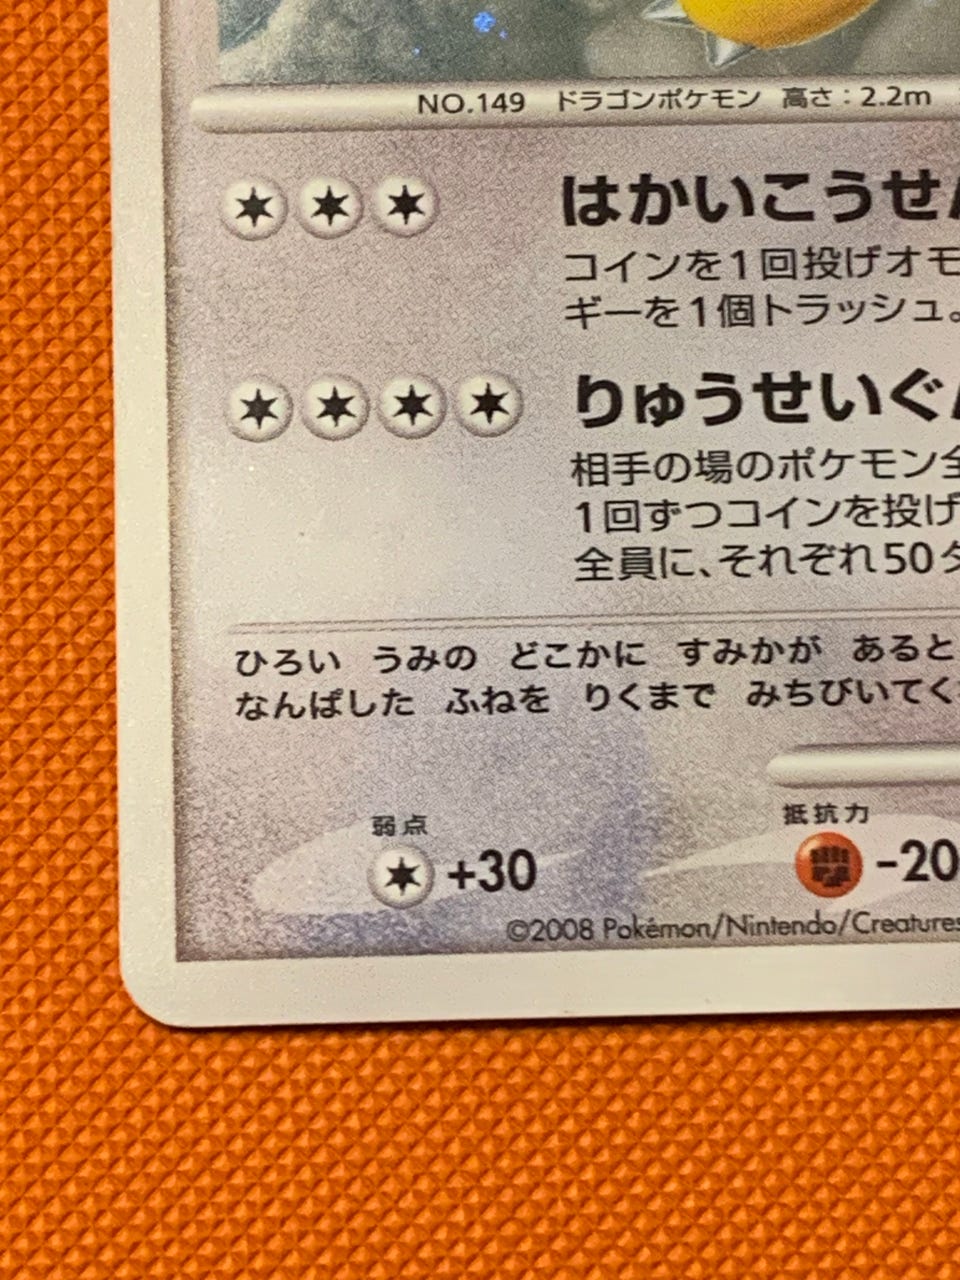 NO.149 ドラゴンポケモン 高さ：2.2m
はかいこうせん
コインを1回投げオモ
ギーを1個トラッシュ。
りゅうせいぐん
相手の場のポケモン全
1回ずつコインを投げ
全員に、それぞれ50ダ
ひろい うみの どこかに すみかが あると
なんぱした ふねを りくまで みちびいてく
弱点 抵抗力
+30 -20
©2008 Pokémon/Nintendo/Creatures